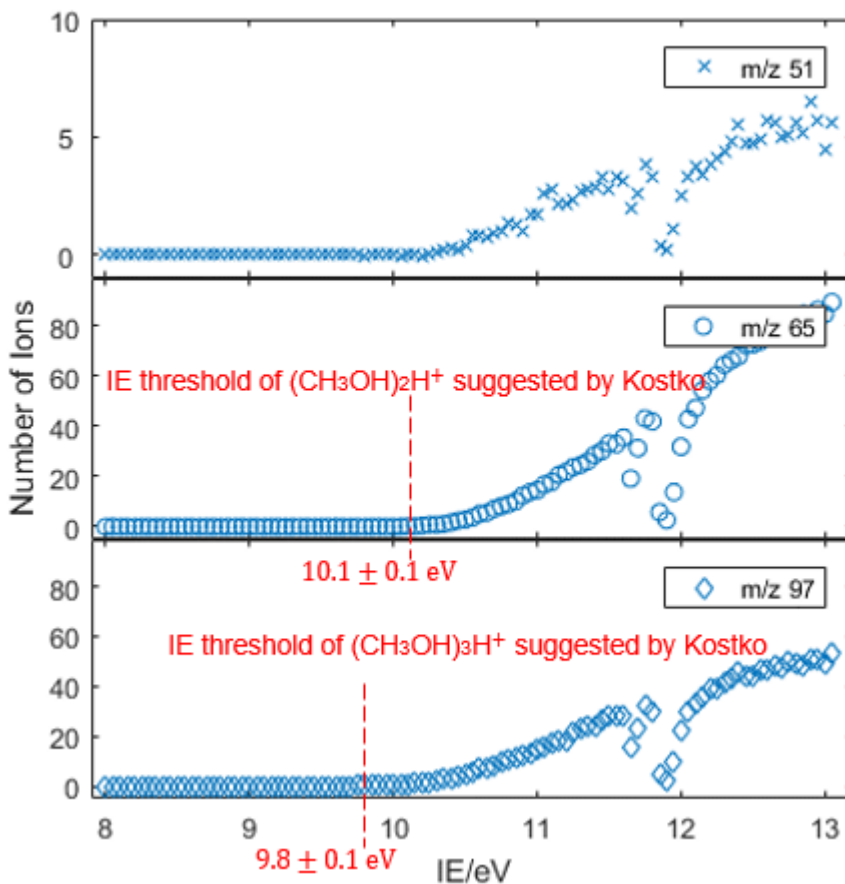 10
m/z 51
5
0
Number of Ions
80
m/z 65
60
IE threshold of (CH₃OH)₂H⁺ suggested by Kostko
40
20
0
10.1 ± 0.1 eV
80
m/z 97
60
IE threshold of (CH₃OH)₃H⁺ suggested by Kostko
40
20
0
8 9 10 11 12 13
9.8 ± 0.1 eV
IE/eV